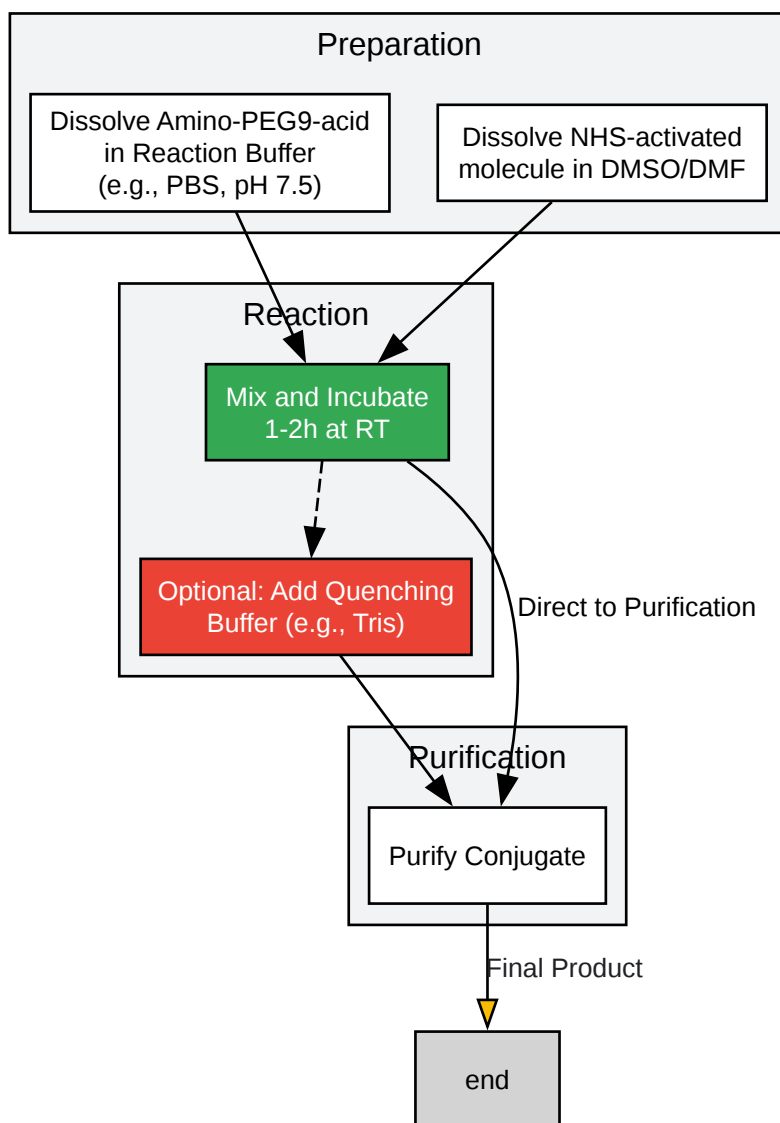 Preparation
Dissolve Amino-PEG9-acid
in Reaction Buffer
(e.g., PBS, pH 7.5)
Dissolve NHS-activated
molecule in DMSO/DMF
Reaction
Mix and Incubate
1-2h at RT
Optional: Add Quenching
Buffer (e.g., Tris)
Direct to Purification
Purification
Purify Conjugate
Final Product
end